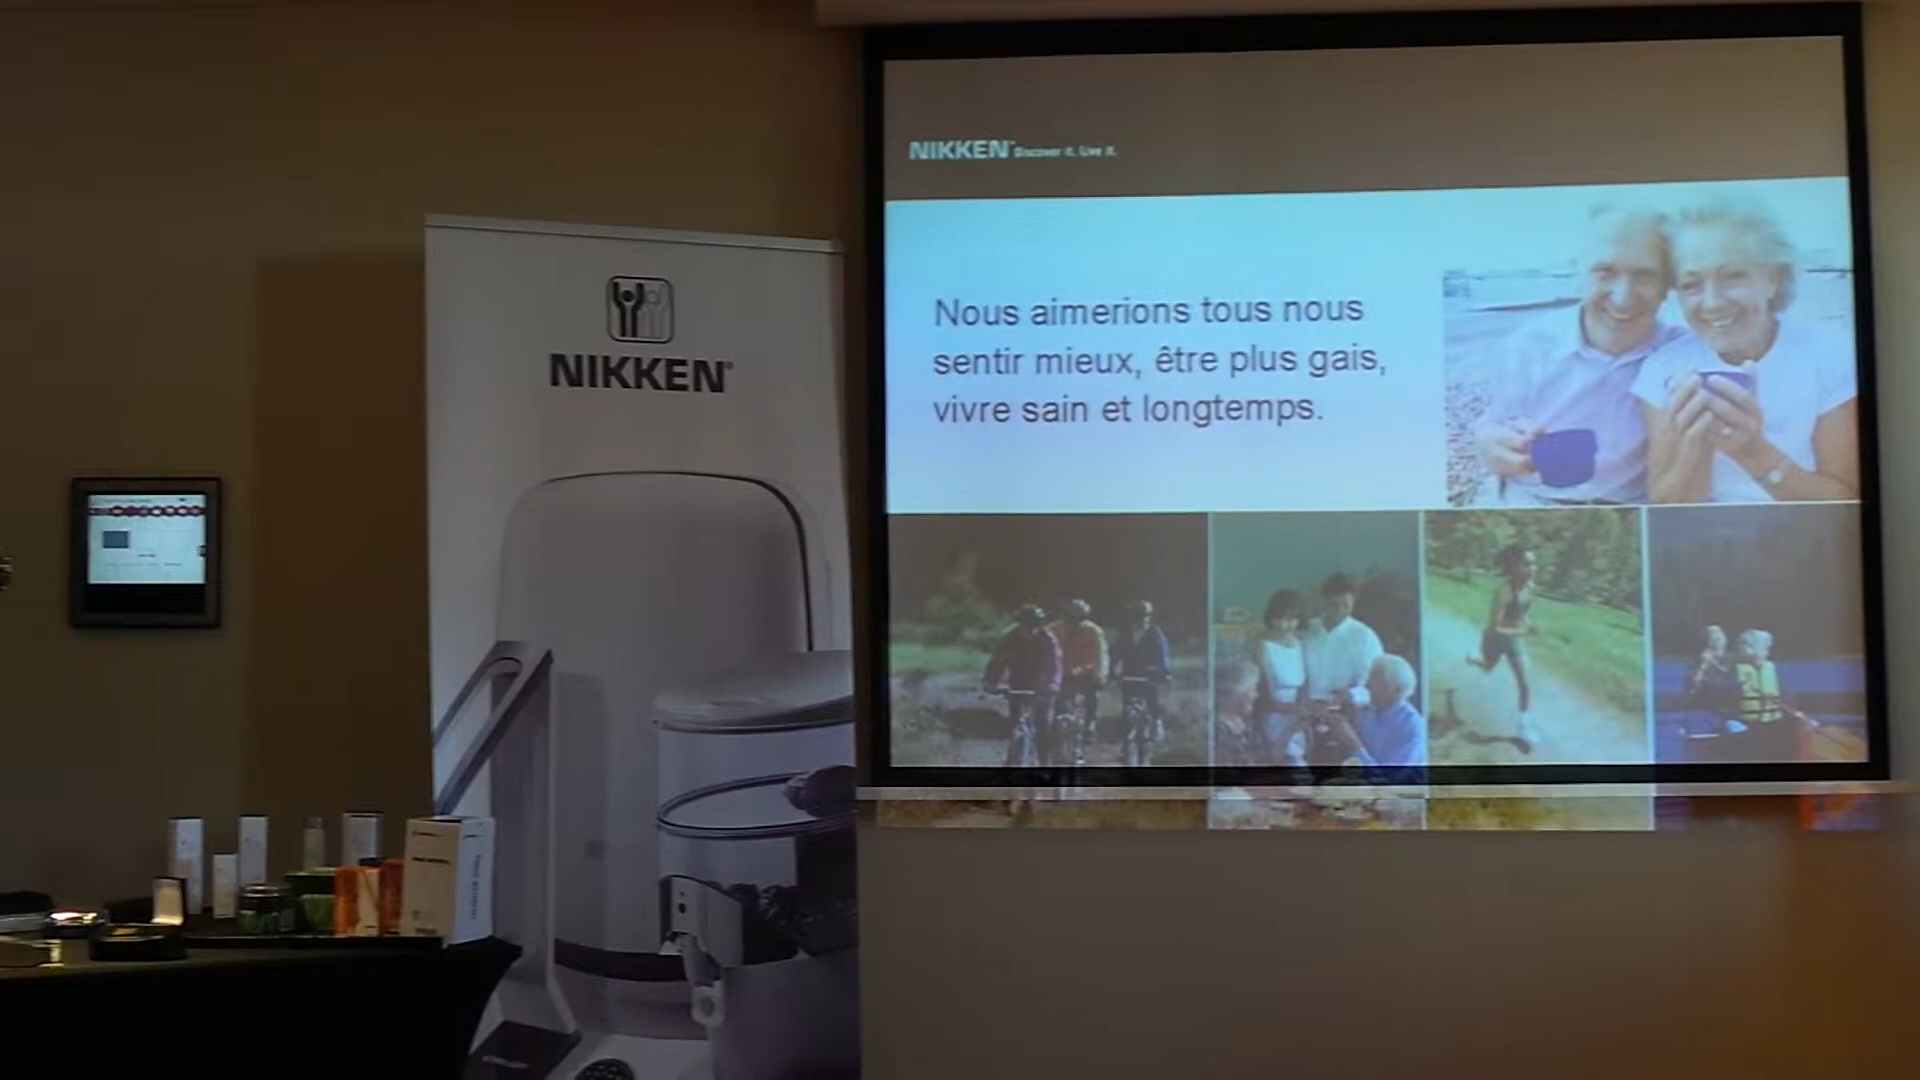 NIKKEN
NIKKEN Discover it. Live it.
Nous aimerions tous nous
sentir mieux, être plus gais,
vivre sain et longtemps.